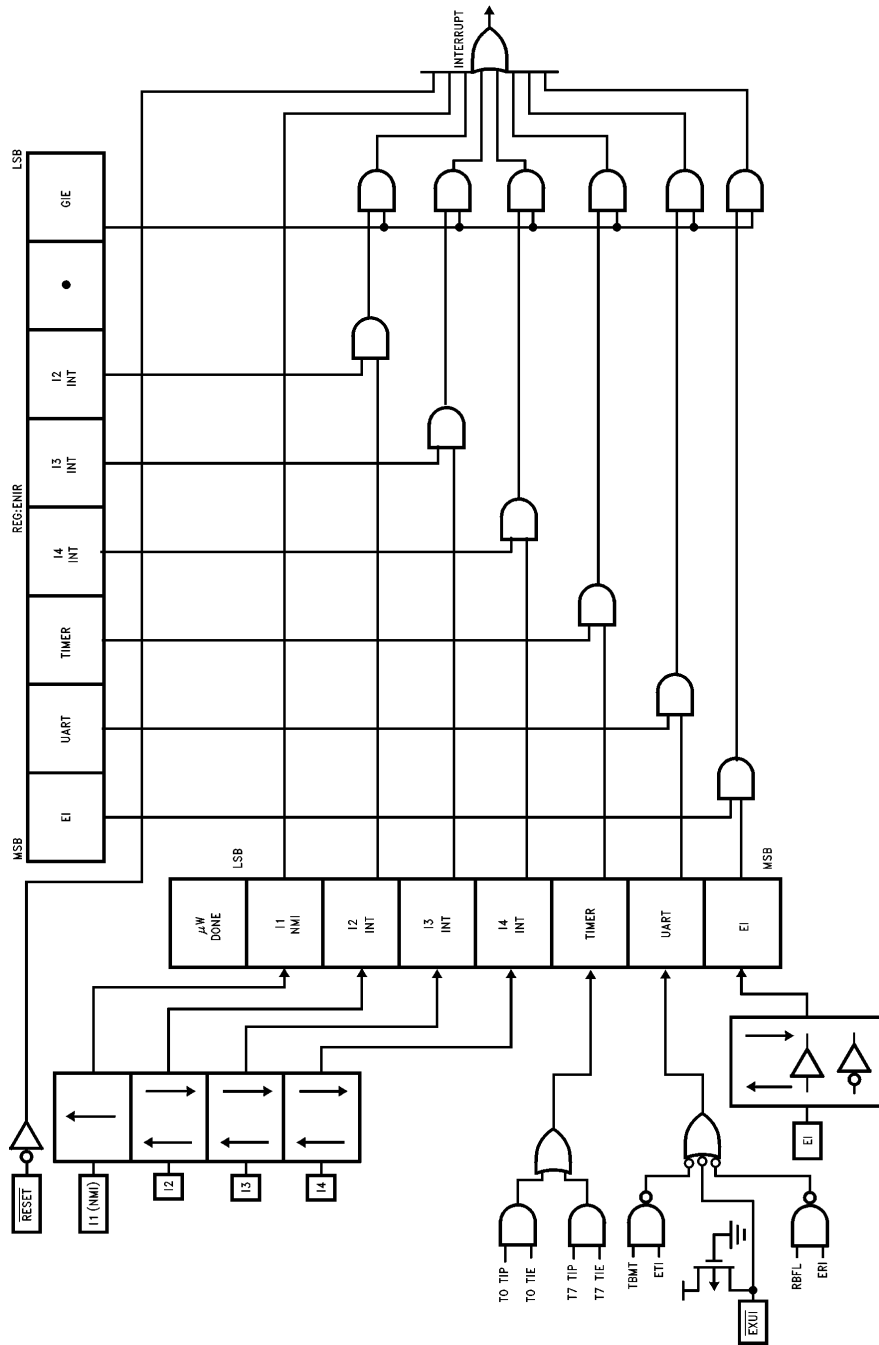 RESET
MSB
REG:ENIR
LSB
EI
UART
TIMER
I4
INT
I3
INT
I2
INT
•
GIE
I1 (NMI)
I2
I3
I4
LSB
μW
DONE
I1
NMI
I2
INT
I3
INT
I4
INT
TIMER
UART
EI
MSB
INTERRUPT
T0 TIP
T0 TIE
T7 TIP
T7 TIE
TBMT
ETI
EXUI
RBFL
ERI
EI